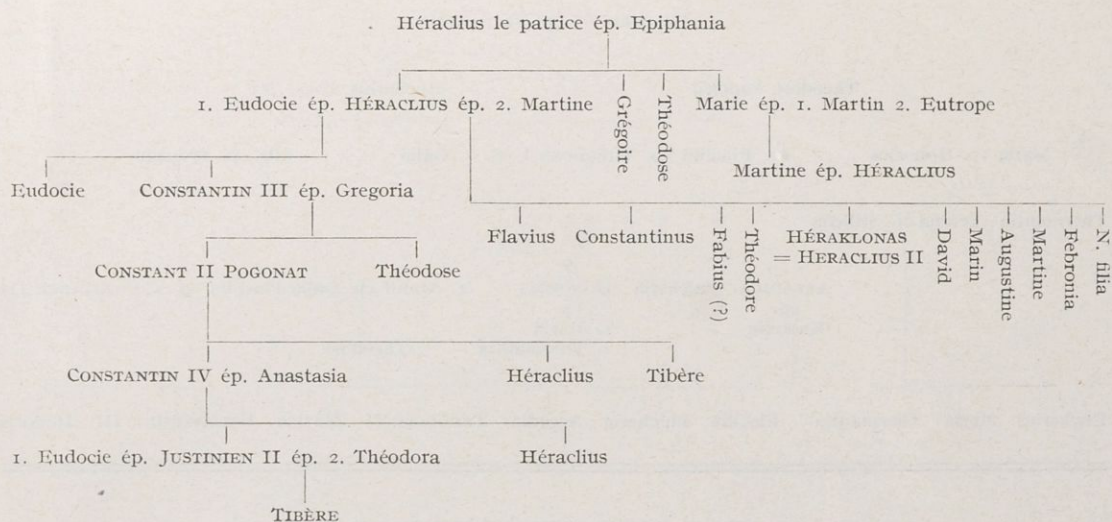 Héraclius le patrice ép. Epiphania
1. Eudocie ép. HÉRACLIUS ép. 2. Martine
Grégoire
Théodose
Marie ép. 1. Martin 2. Eutrope
Martine ép. HÉRACLIUS
Eudocie
CONSTANTIN III ép. Gregoria
Flavius
Constantinus
Fabius (?)
Théodore
HÉRAKLONAS
= HERACLIUS II
David
Marin
Augustine
Martine
Febronia
N. filia
CONSTANT II POGONAT
Théodose
CONSTANTIN IV ép. Anastasia
Héraclius
Tibère
1. Eudocie ép. JUSTINIEN II ép. 2. Théodora
Héraclius
TIBÈRE